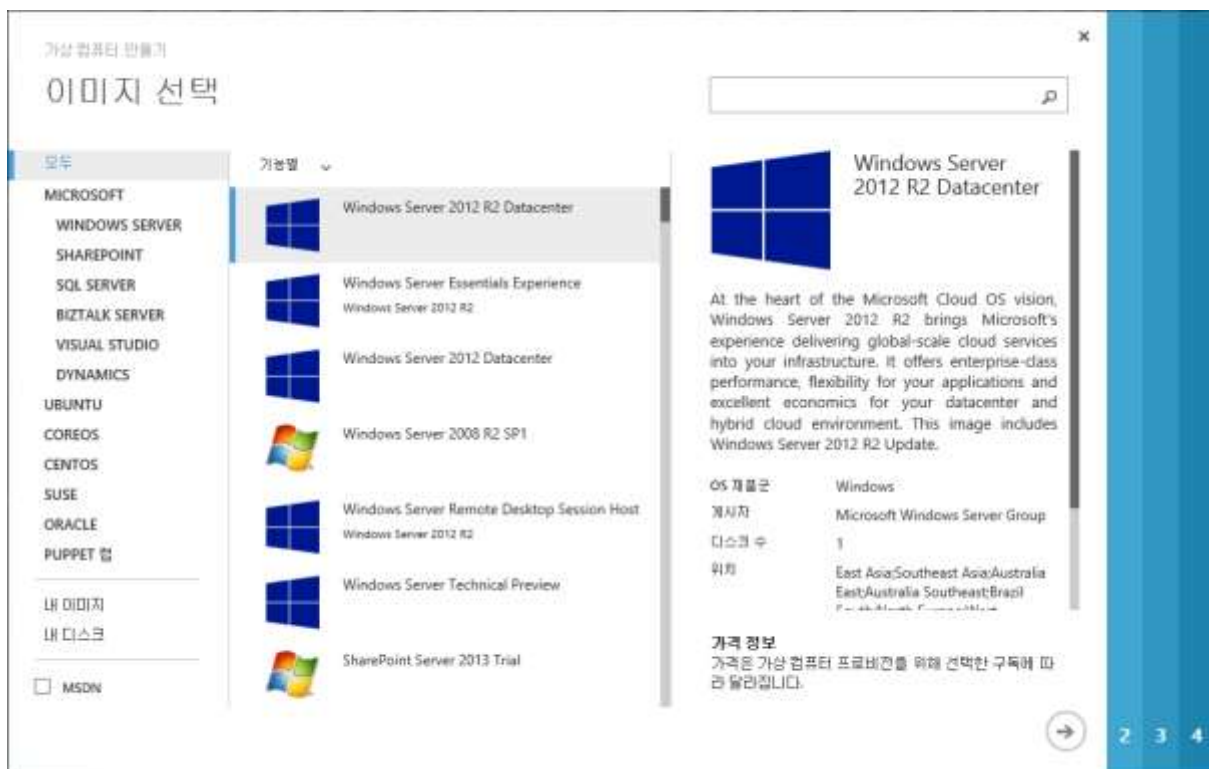 가상 컴퓨터 만들기
이미지 선택
모두
MICROSOFT
WINDOWS SERVER
SHAREPOINT
SQL SERVER
BIZTALK SERVER
VISUAL STUDIO
DYNAMICS
UBUNTU
COREOS
CENTOS
SUSE
ORACLE
PUPPET 랩
내 이미지
내 디스크
MSDN
기능별
Windows Server 2012 R2 Datacenter
Windows Server Essentials Experience
Windows Server 2012 R2
Windows Server 2012 Datacenter
Windows Server 2008 R2 SP1
Windows Server Remote Desktop Session Host
Windows Server 2012 R2
Windows Server Technical Preview
SharePoint Server 2013 Trial
Windows Server
2012 R2 Datacenter
At the heart of the Microsoft Cloud OS vision,
Windows Server 2012 R2 brings Microsoft's
experience delivering global-scale cloud services
into your infrastructure. It offers enterprise-class
performance, flexibility for your applications and
excellent economics for your datacenter and
hybrid cloud environment. This image includes
Windows Server 2012 R2 Update.
OS 제품군 Windows
게시자 Microsoft Windows Server Group
디스크 수 1
위치 East Asia;Southeast Asia;Australia
East;Australia Southeast;Brazil
가격 정보
가격은 가상 컴퓨터 프로비전를 위해 선택한 구독에 따
라 달라집니다.
2 3 4